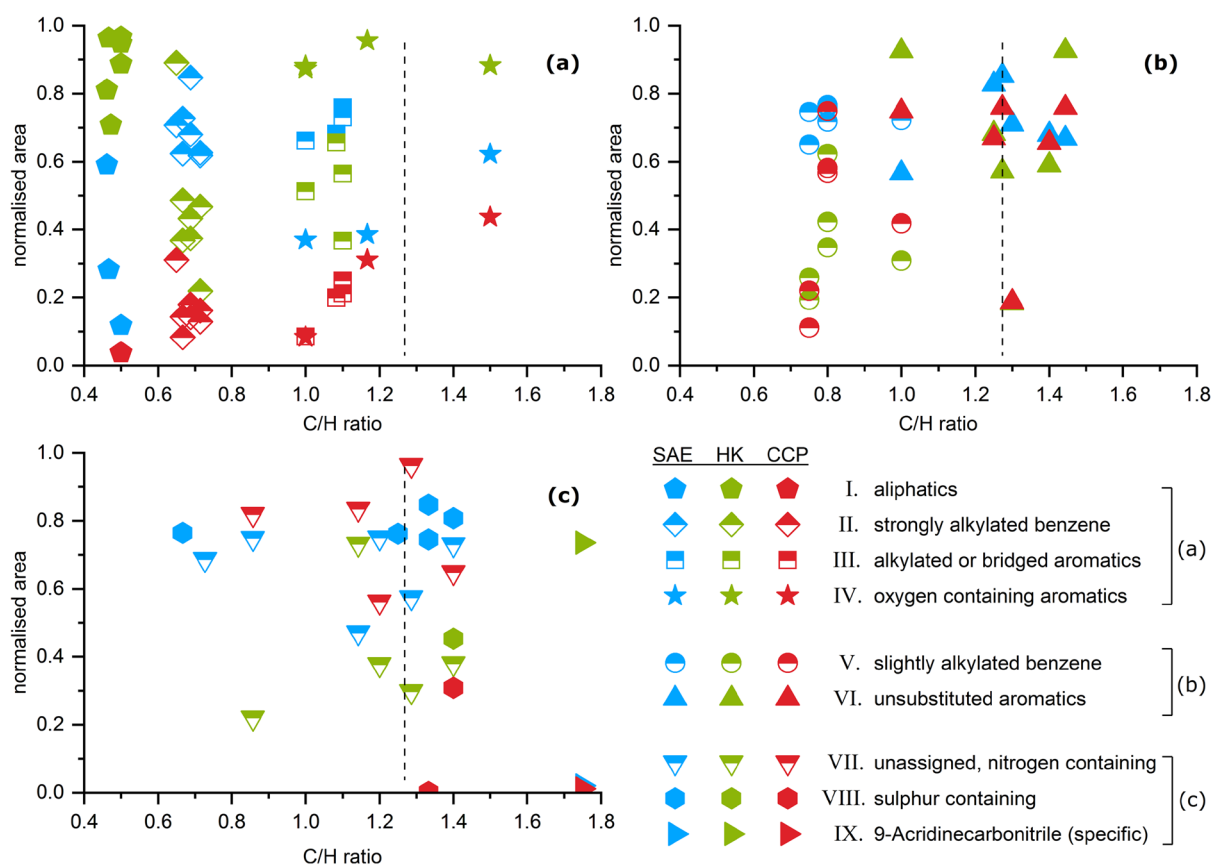 (a)
normalised area
1.0
0.8
0.6
0.4
0.2
0.0
0.4 0.6 0.8 1.0 1.2 1.4 1.6 1.8
C/H ratio
(b)
normalised area
1.0
0.8
0.6
0.4
0.2
0.0
0.4 0.6 0.8 1.0 1.2 1.4 1.6 1.8
C/H ratio
(c)
normalised area
1.0
0.8
0.6
0.4
0.2
0.0
0.4 0.6 0.8 1.0 1.2 1.4 1.6 1.8
C/H ratio
SAE HK CCP
I. aliphatics
II. strongly alkylated benzene
III. alkylated or bridged aromatics
IV. oxygen containing aromatics
(a)
V. slightly alkylated benzene
VI. unsubstituted aromatics
(b)
VII. unassigned, nitrogen containing
VIII. sulphur containing
IX. 9-Acridinecarbonitrile (specific)
(c)